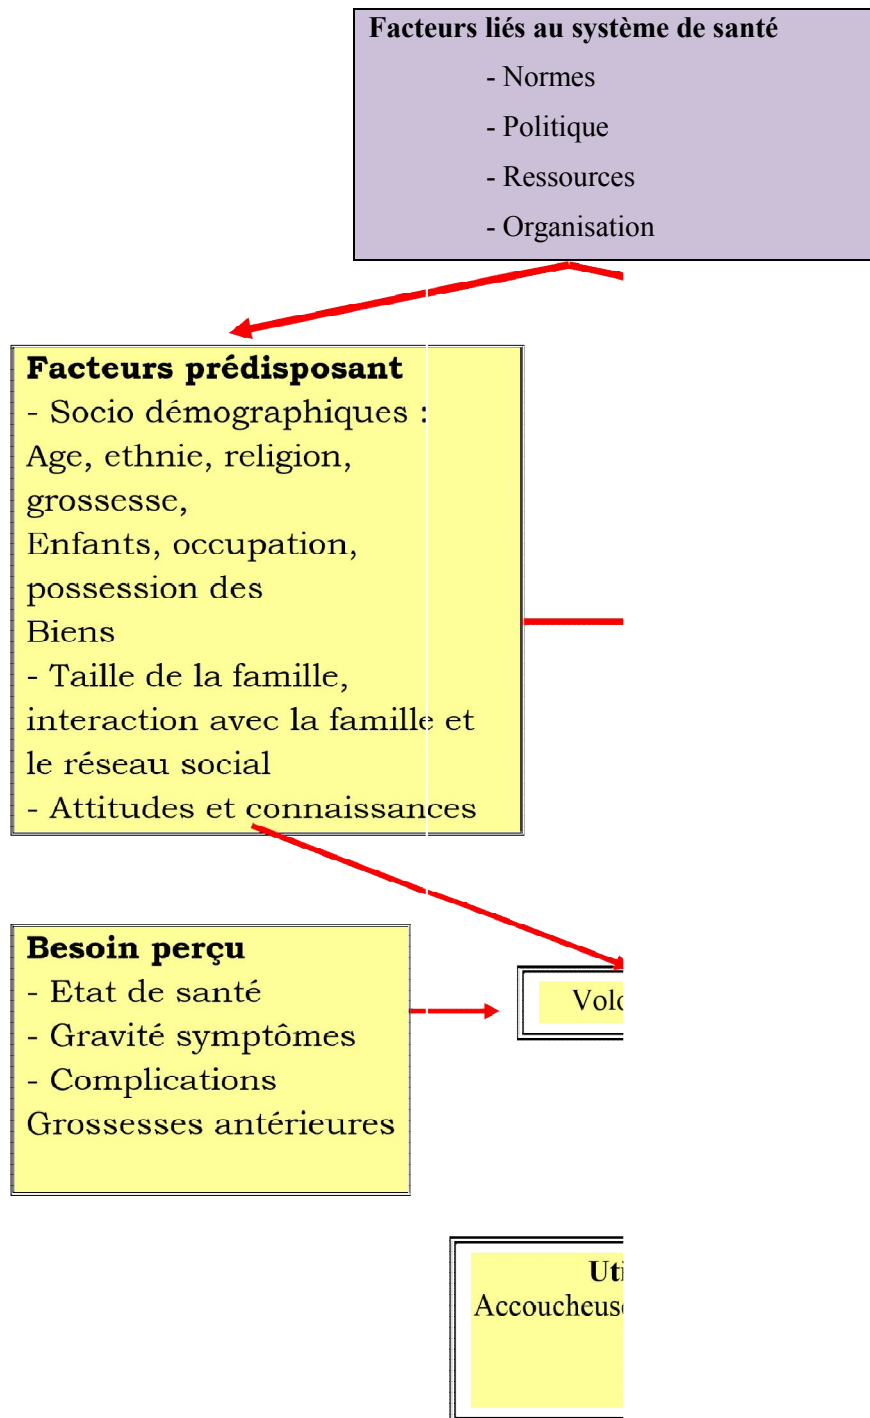 Facteurs liés au système de santé
- Normes
- Politique
- Ressources
- Organisation
Facteurs prédisposant
- Socio démographiques :
Age, ethnie, religion,
grossesse,
Enfants, occupation,
possession des
Biens
- Taille de la famille,
interaction avec la famille et
le réseau social
- Attitudes et connaissances
Besoin perçu
- Etat de santé
- Gravité symptômes
- Complications
Grossesses antérieures